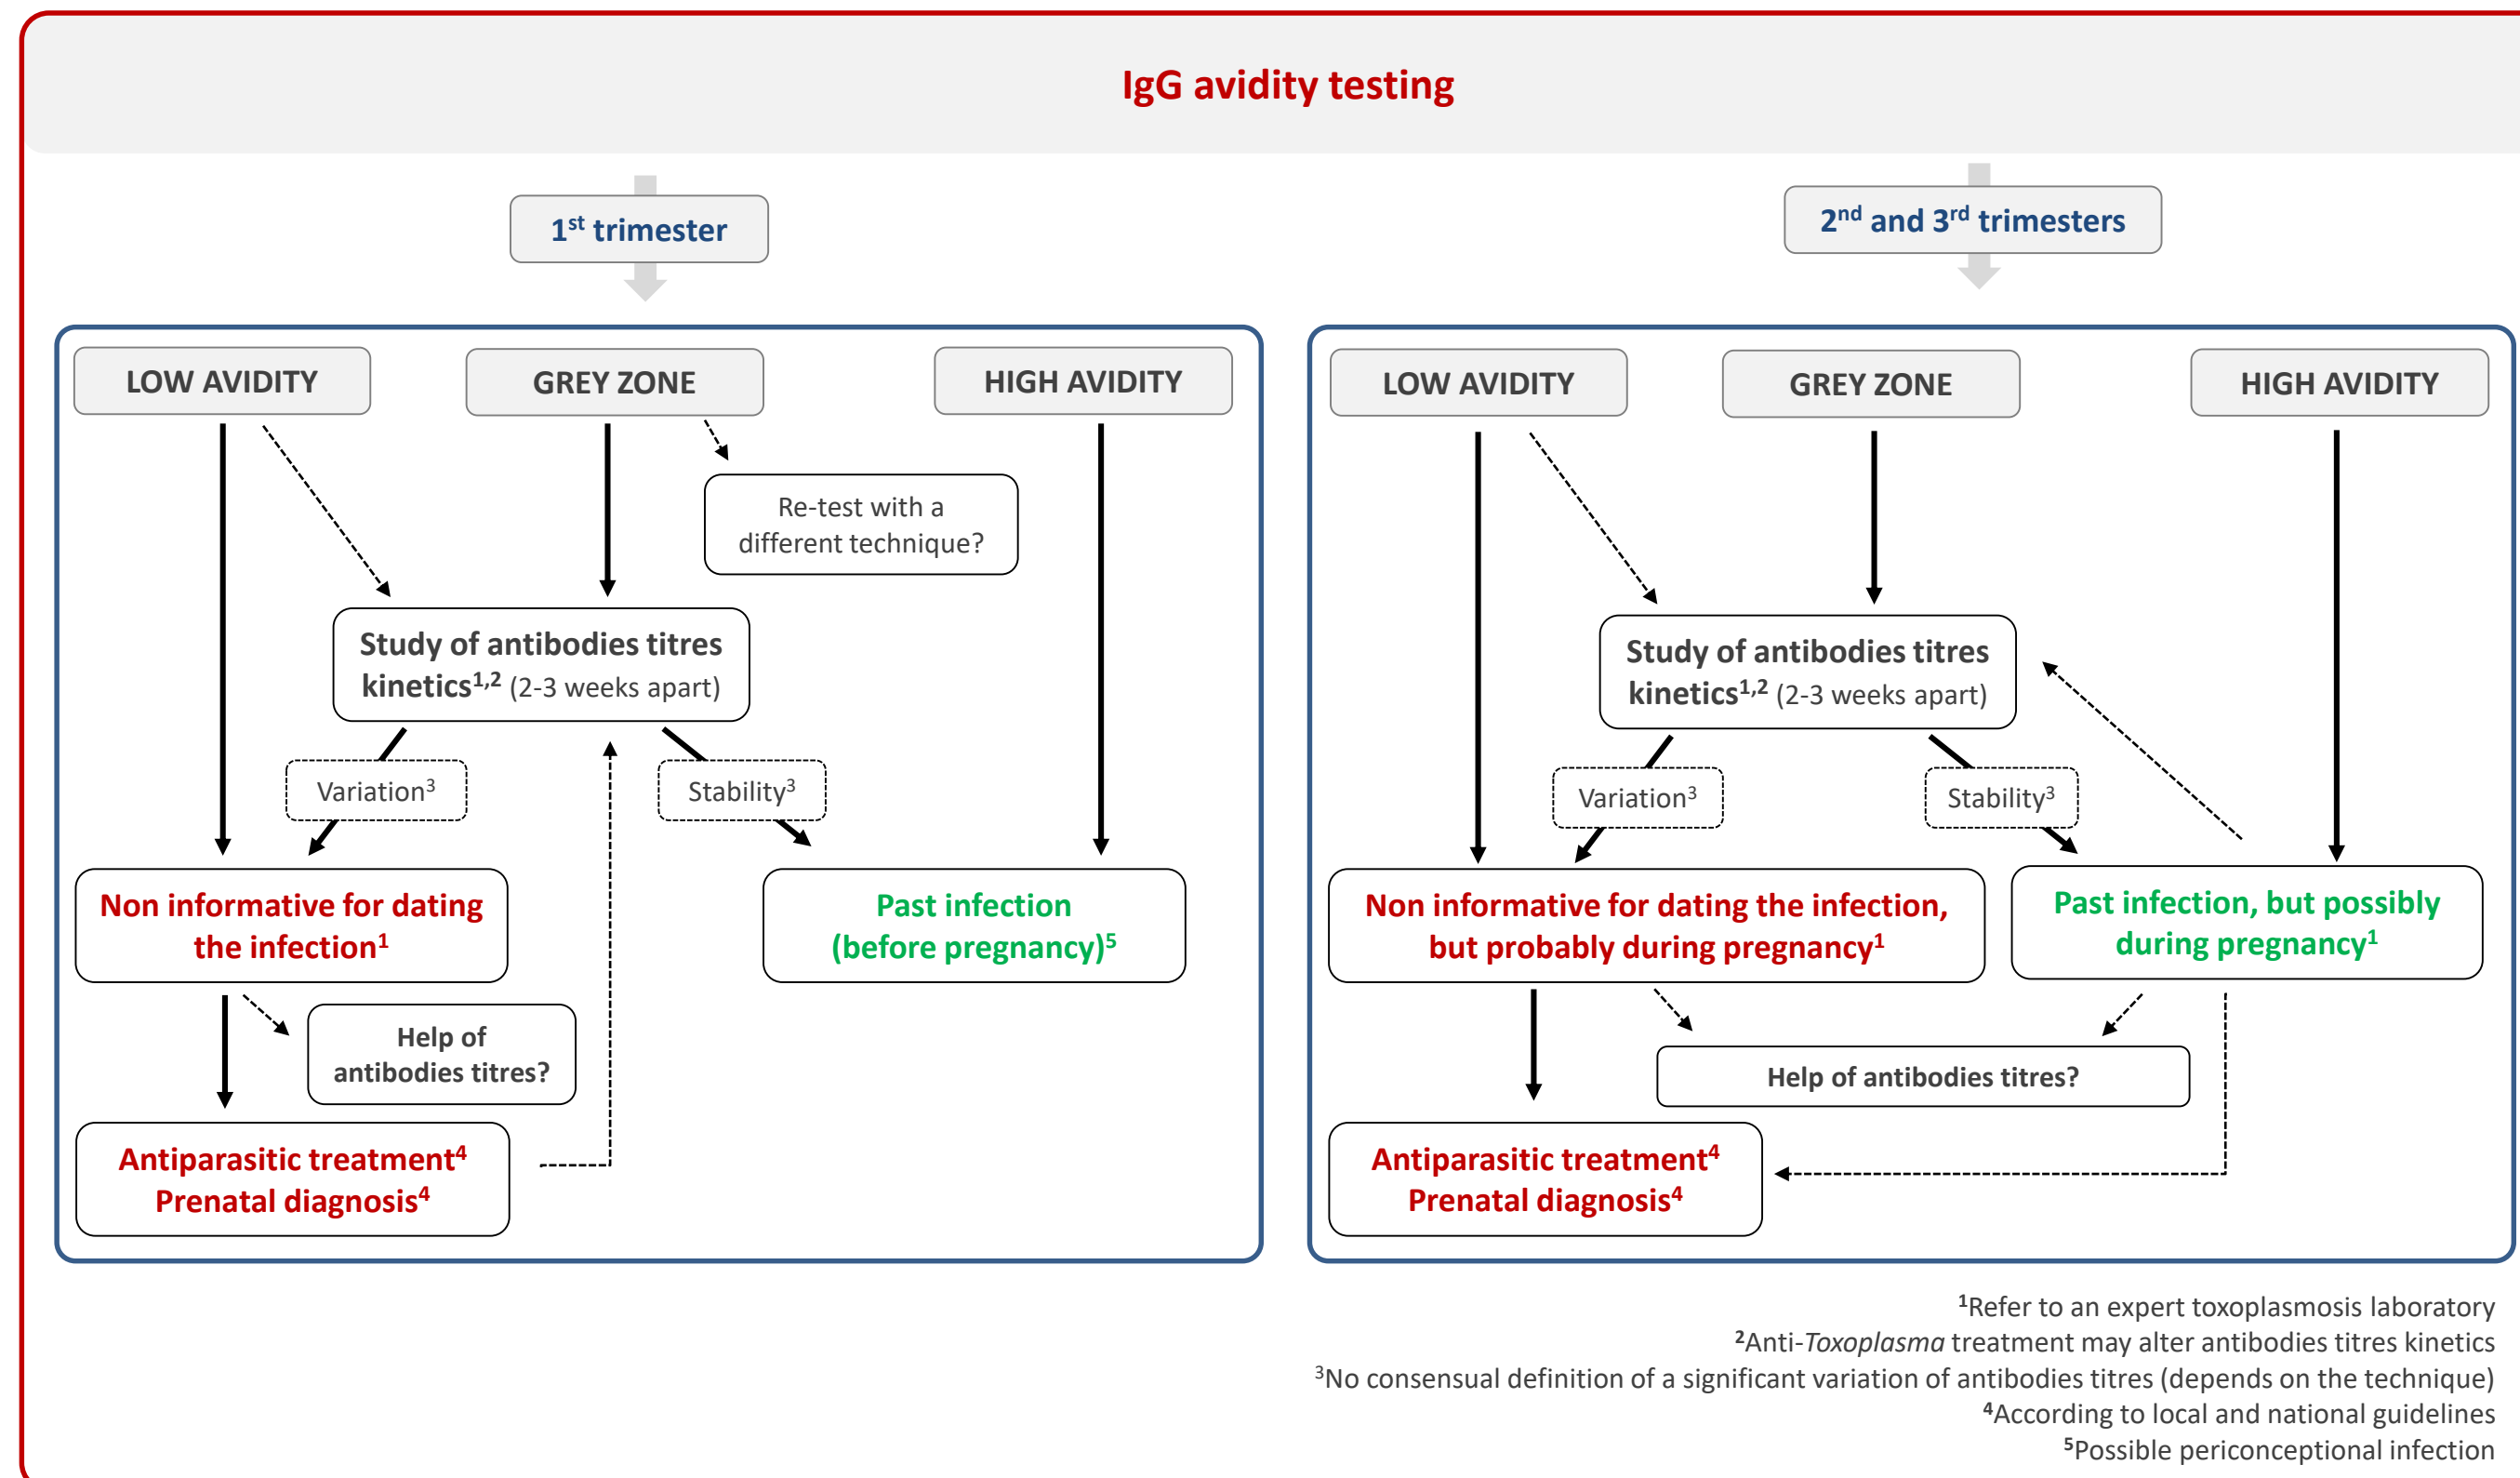 IgG avidity testing
1st trimester
LOW AVIDITY
GREY ZONE
HIGH AVIDITY
Re-test with a
different technique?
Study of antibodies titres
kinetics1,2 (2-3 weeks apart)
Variation3
Stability3
Non informative for dating
the infection1
Past infection
(before pregnancy)5
Help of
antibodies titres?
Antiparasitic treatment4
Prenatal diagnosis4
2nd and 3rd trimesters
LOW AVIDITY
GREY ZONE
HIGH AVIDITY
Study of antibodies titres
kinetics1,2 (2-3 weeks apart)
Variation3
Stability3
Non informative for dating the infection,
but probably during pregnancy1
Past infection, but possibly
during pregnancy1
Help of antibodies titres?
Antiparasitic treatment4
Prenatal diagnosis4
1Refer to an expert toxoplasmosis laboratory
2Anti-Toxoplasma treatment may alter antibodies titres kinetics
3No consensual definition of a significant variation of antibodies titres (depends on the technique)
4According to local and national guidelines
5Possible periconceptional infection